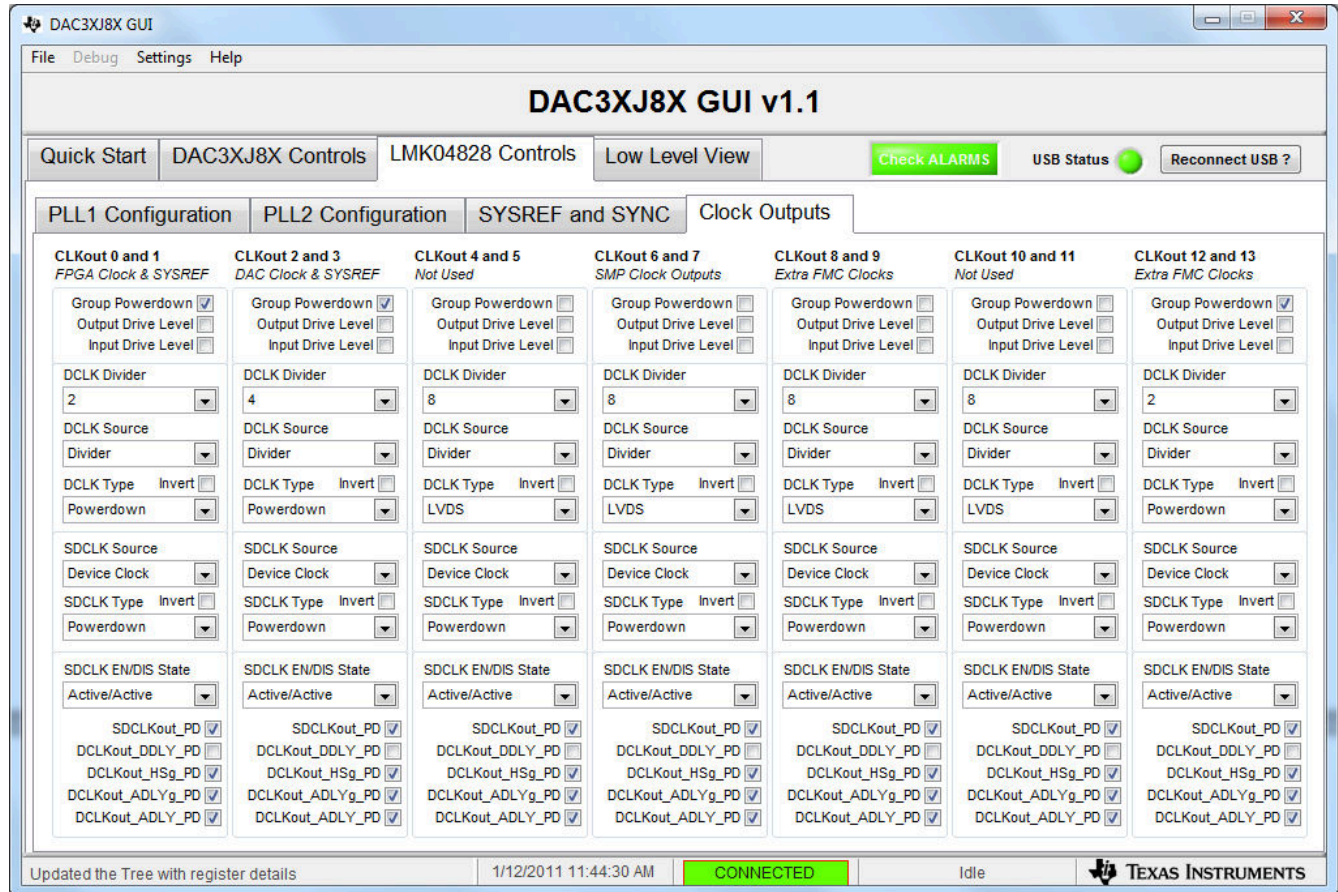 DAC3XJ8X GUI
File Debug Settings Help
DAC3XJ8X GUI v1.1
Quick Start DAC3XJ8X Controls LMK04828 Controls Low Level View Check ALARMS USB Status Reconnect USB ?
PLL1 Configuration PLL2 Configuration SYSREF and SYNC Clock Outputs
CLKout 0 and 1 CLKout 2 and 3 CLKout 4 and 5 CLKout 6 and 7 CLKout 8 and 9 CLKout 10 and 11 CLKout 12 and 13
FPGA Clock & SYSREF DAC Clock & SYSREF Not Used SMP Clock Outputs Extra FMC Clocks Not Used Extra FMC Clocks
Group Powerdown Group Powerdown Group Powerdown Group Powerdown Group Powerdown Group Powerdown Group Powerdown
Output Drive Level Output Drive Level Output Drive Level Output Drive Level Output Drive Level Output Drive Level Output Drive Level
Input Drive Level Input Drive Level Input Drive Level Input Drive Level Input Drive Level Input Drive Level Input Drive Level
DCLK Divider DCLK Divider DCLK Divider DCLK Divider DCLK Divider DCLK Divider DCLK Divider
2 4 8 8 8 8 2
DCLK Source DCLK Source DCLK Source DCLK Source DCLK Source DCLK Source DCLK Source
Divider Divider Divider Divider Divider Divider Divider
DCLK Type Invert DCLK Type Invert DCLK Type Invert DCLK Type Invert DCLK Type Invert DCLK Type Invert DCLK Type Invert
Powerdown Powerdown LVDS LVDS LVDS LVDS Powerdown
SDCLK Source SDCLK Source SDCLK Source SDCLK Source SDCLK Source SDCLK Source SDCLK Source
Device Clock Device Clock Device Clock Device Clock Device Clock Device Clock Device Clock
SDCLK Type Invert SDCLK Type Invert SDCLK Type Invert SDCLK Type Invert SDCLK Type Invert SDCLK Type Invert SDCLK Type Invert
Powerdown Powerdown Powerdown Powerdown Powerdown Powerdown Powerdown
SDCLK EN/DIS State SDCLK EN/DIS State SDCLK EN/DIS State SDCLK EN/DIS State SDCLK EN/DIS State SDCLK EN/DIS State SDCLK EN/DIS State
Active/Active Active/Active Active/Active Active/Active Active/Active Active/Active Active/Active
SDCLKout_PD SDCLKout_PD SDCLKout_PD SDCLKout_PD SDCLKout_PD SDCLKout_PD SDCLKout_PD
DCLKout_DDLY_PD DCLKout_DDLY_PD DCLKout_DDLY_PD DCLKout_DDLY_PD DCLKout_DDLY_PD DCLKout_DDLY_PD DCLKout_DDLY_PD
DCLKout_HSg_PD DCLKout_HSg_PD DCLKout_HSg_PD DCLKout_HSg_PD DCLKout_HSg_PD DCLKout_HSg_PD DCLKout_HSg_PD
DCLKout_ADLYg_PD DCLKout_ADLYg_PD DCLKout_ADLYg_PD DCLKout_ADLYg_PD DCLKout_ADLYg_PD DCLKout_ADLYg_PD DCLKout_ADLYg_PD
DCLKout_ADLY_PD DCLKout_ADLY_PD DCLKout_ADLY_PD DCLKout_ADLY_PD DCLKout_ADLY_PD DCLKout_ADLY_PD DCLKout_ADLY_PD
Updated the Tree with register details 1/12/2011 11:44:30 AM CONNECTED Idle TEXAS INSTRUMENTS